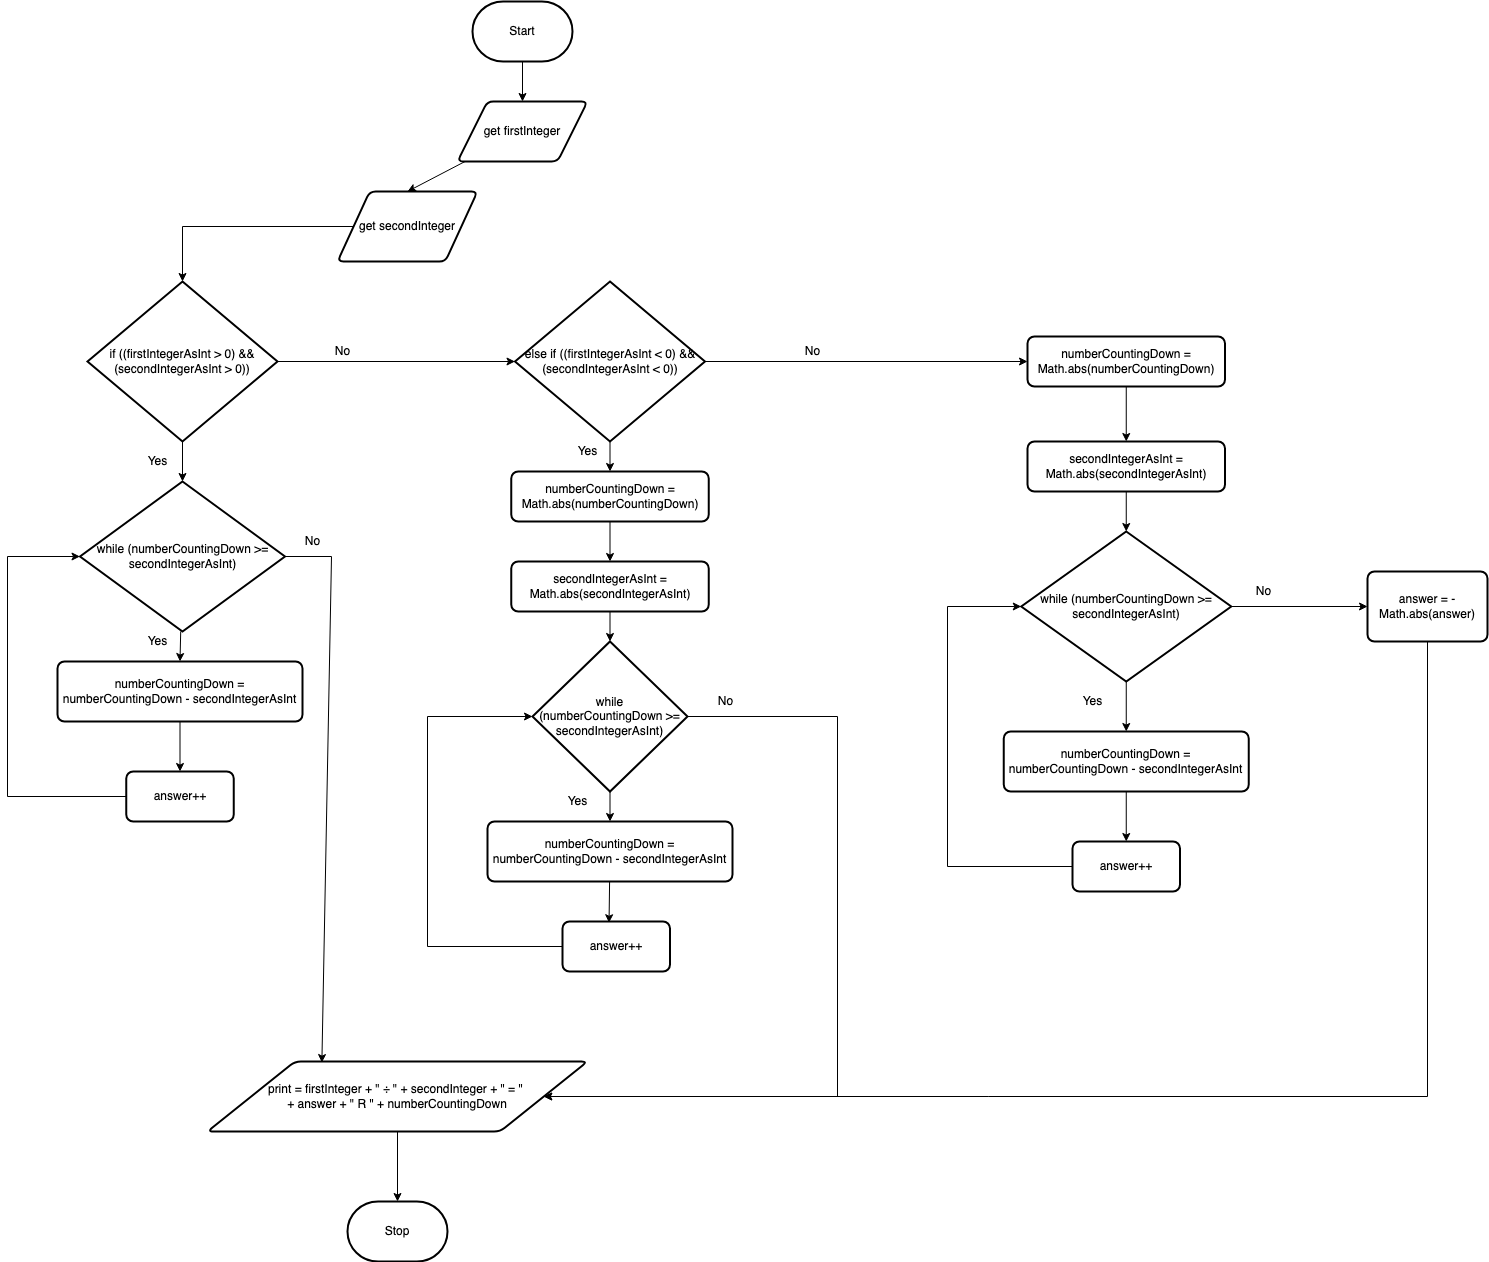 Start
get firstInteger
get secondInteger
if ((firstIntegerAsInt > 0) &&
(secondIntegerAsInt > 0))
No
else if ((firstIntegerAsInt < 0) &&
(secondIntegerAsInt < 0))
No
numberCountingDown =
Math.abs(numberCountingDown)
Yes
while (numberCountingDown >=
secondIntegerAsInt)
No
Yes
numberCountingDown =
numberCountingDown - secondIntegerAsInt
answer++
Yes
numberCountingDown =
Math.abs(numberCountingDown)
secondIntegerAsInt =
Math.abs(secondIntegerAsInt)
while
(numberCountingDown >=
secondIntegerAsInt)
No
Yes
numberCountingDown =
numberCountingDown - secondIntegerAsInt
answer++
secondIntegerAsInt =
Math.abs(secondIntegerAsInt)
while (numberCountingDown >=
secondIntegerAsInt)
No
answer = -
Math.abs(answer)
Yes
numberCountingDown =
numberCountingDown - secondIntegerAsInt
answer++
print = firstInteger + " ÷ " + secondInteger + " = "
+ answer + " R " + numberCountingDown
Stop